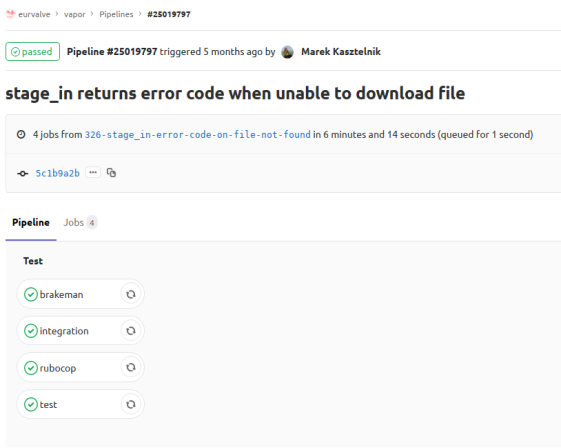 eurvalve › vapor › Pipelines › #25019797
passed Pipeline #25019797 triggered 5 months ago by Marek Kasztelnik
stage_in returns error code when unable to download file
4 jobs from 326-stage_in-error-code-on-file-not-found in 6 minutes and 14 seconds (queued for 1 second)
5c1b9a2b ···
Pipeline Jobs 4
Test
brakeman
integration
rubocop
test